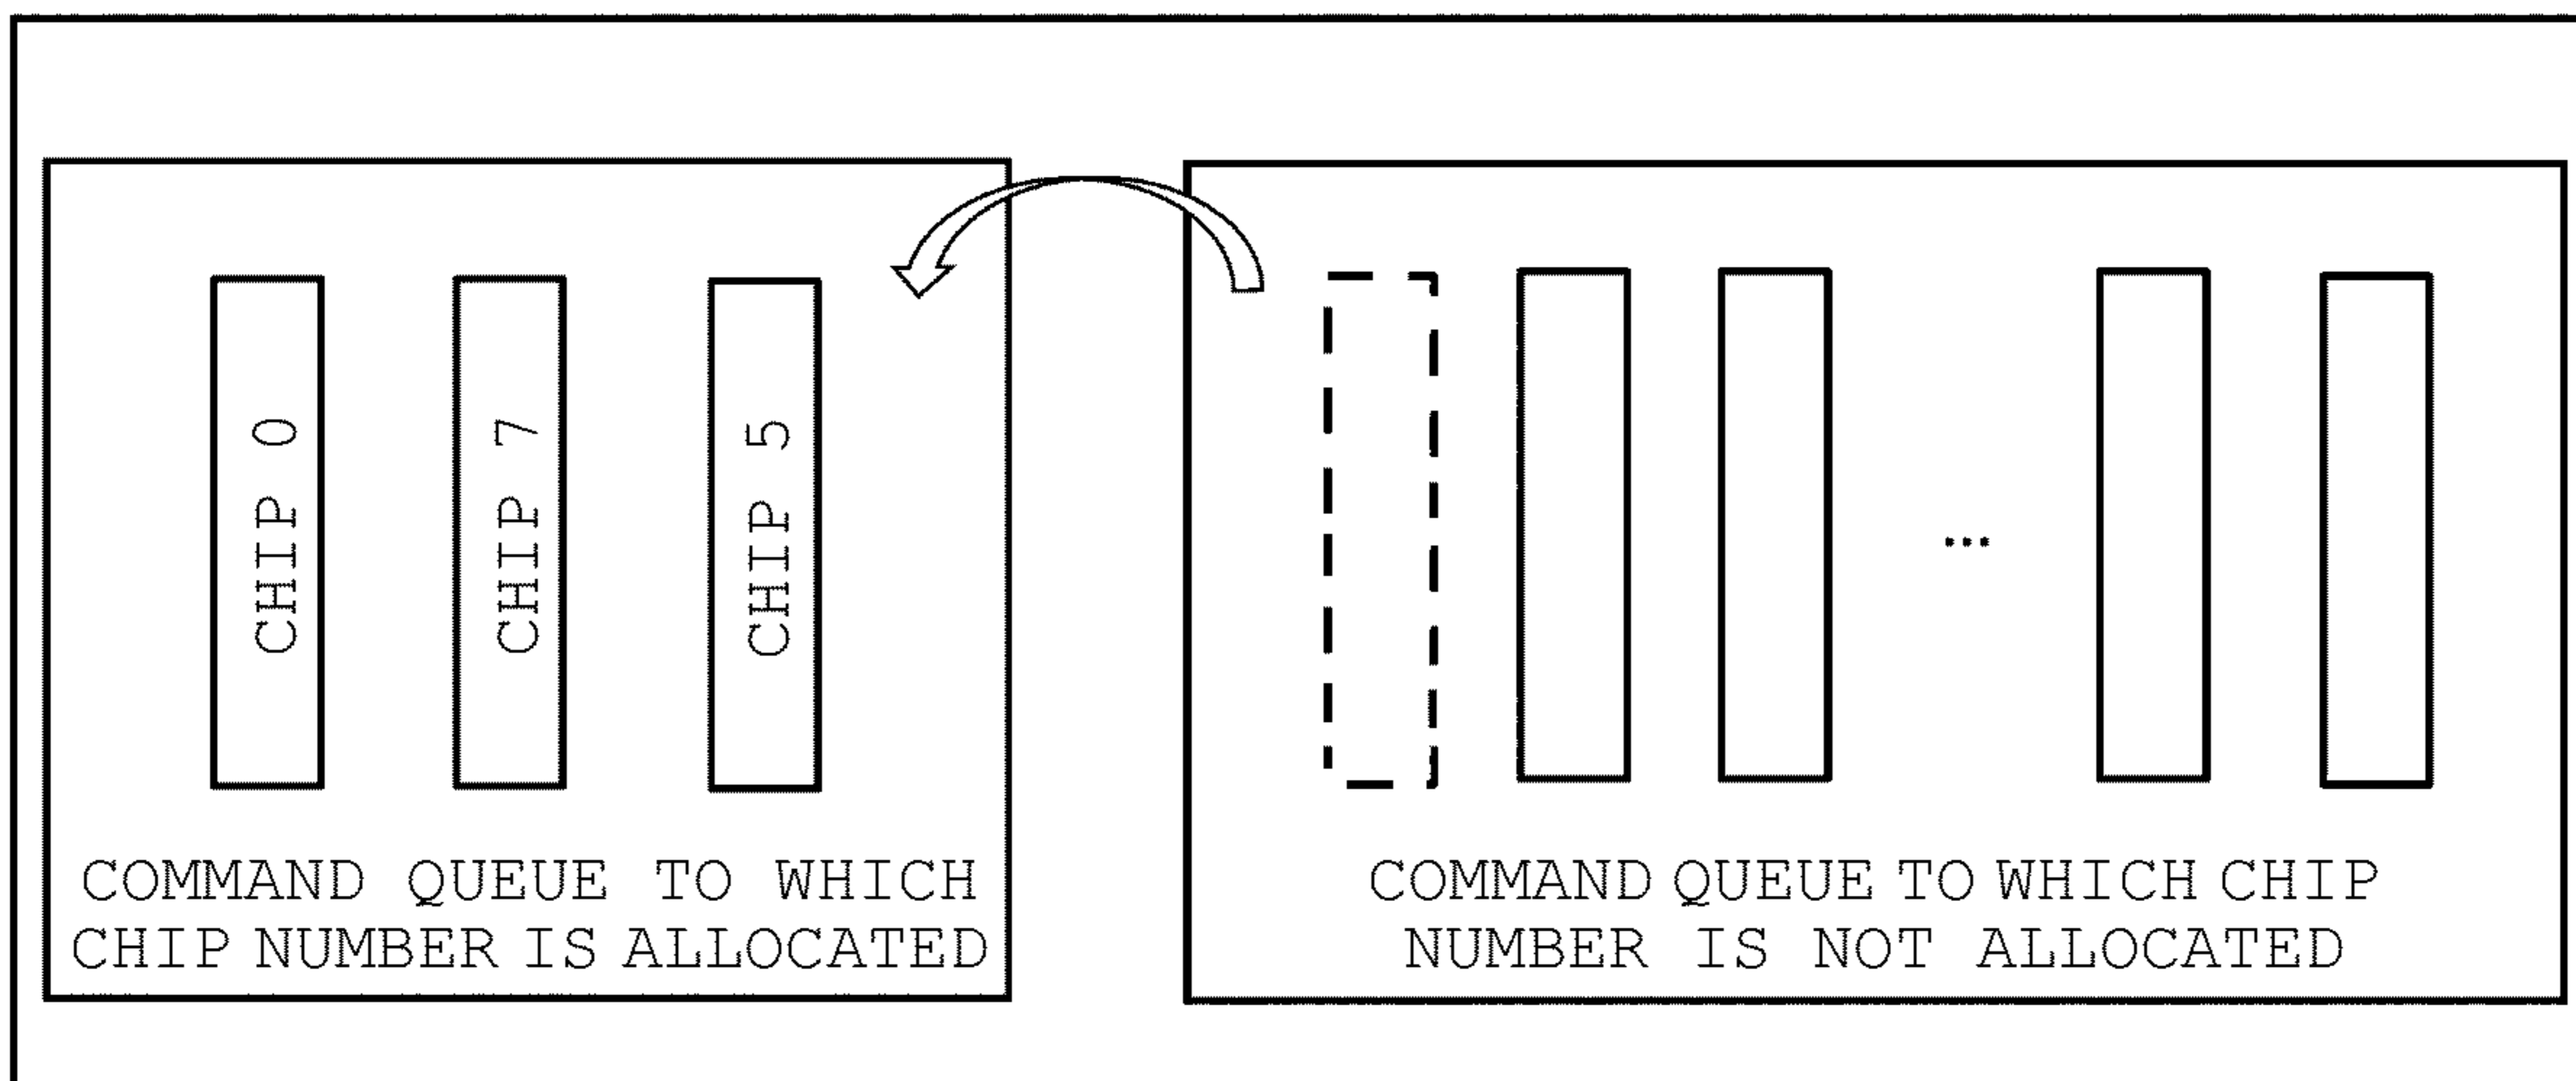 CHIP 0
CHIP 7
CHIP 5
...
COMMAND QUEUE TO WHICH
CHIP NUMBER IS ALLOCATED
COMMAND QUEUE TO WHICH CHIP
NUMBER IS NOT ALLOCATED